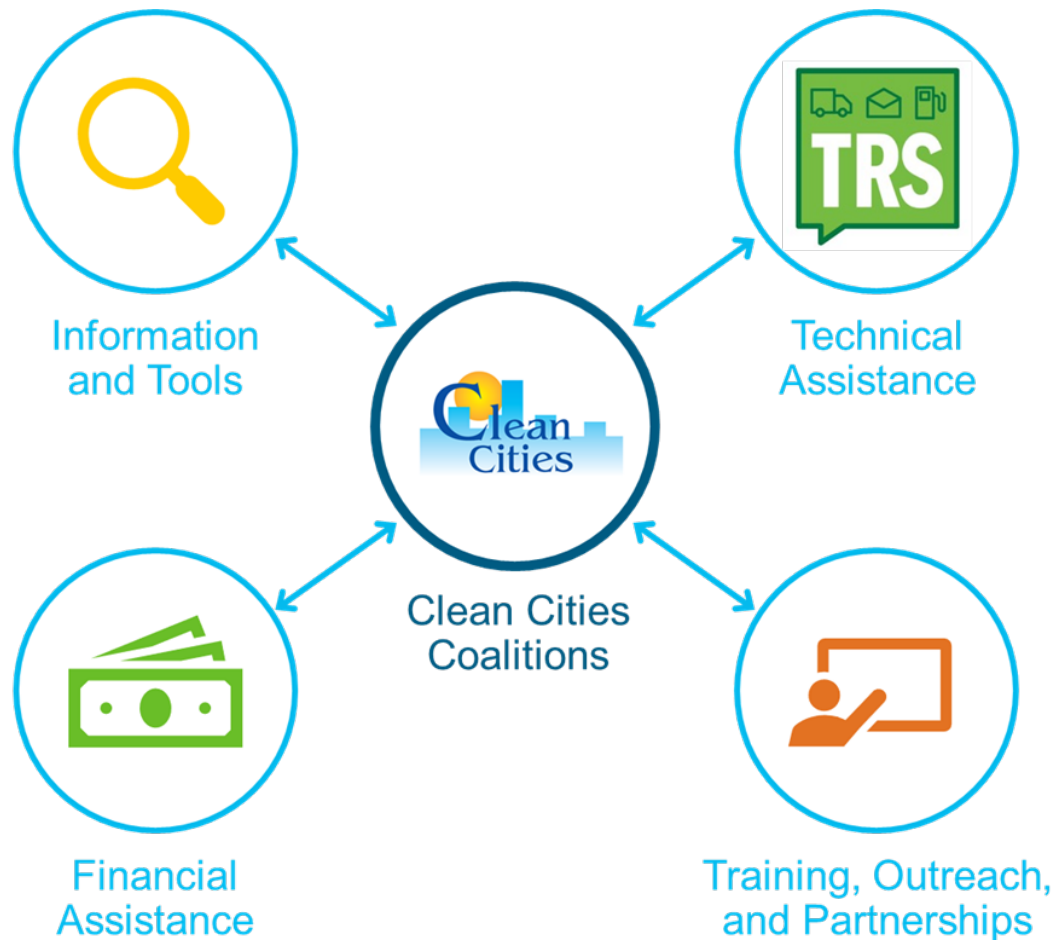 TRS
Information
and Tools
Technical
Assistance
Clean
Cities
Clean Cities
Coalitions
Financial
Assistance
Training, Outreach,
and Partnerships